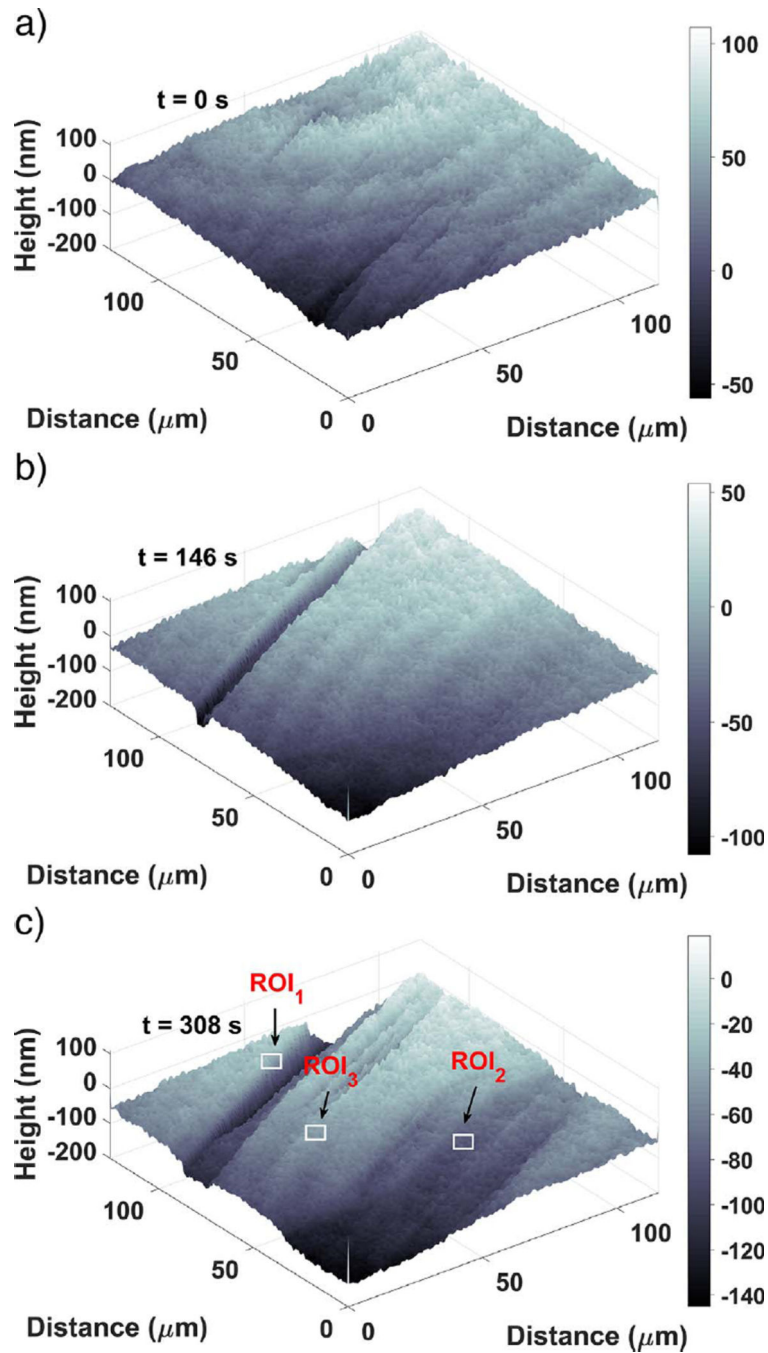 a)
t = 0 s
Height (nm)
100
0
-100
-200
100
50
0
Distance (μm)
0
50
100
Distance (μm)
100
50
0
-50
b)
t = 146 s
Height (nm)
100
0
-100
-200
100
50
0
Distance (μm)
0
50
100
Distance (μm)
50
0
-50
-100
c)
t = 308 s
ROI1
ROI3
ROI2
Height (nm)
100
0
-100
-200
100
50
0
Distance (μm)
0
50
100
Distance (μm)
0
-20
-40
-60
-80
-100
-120
-140